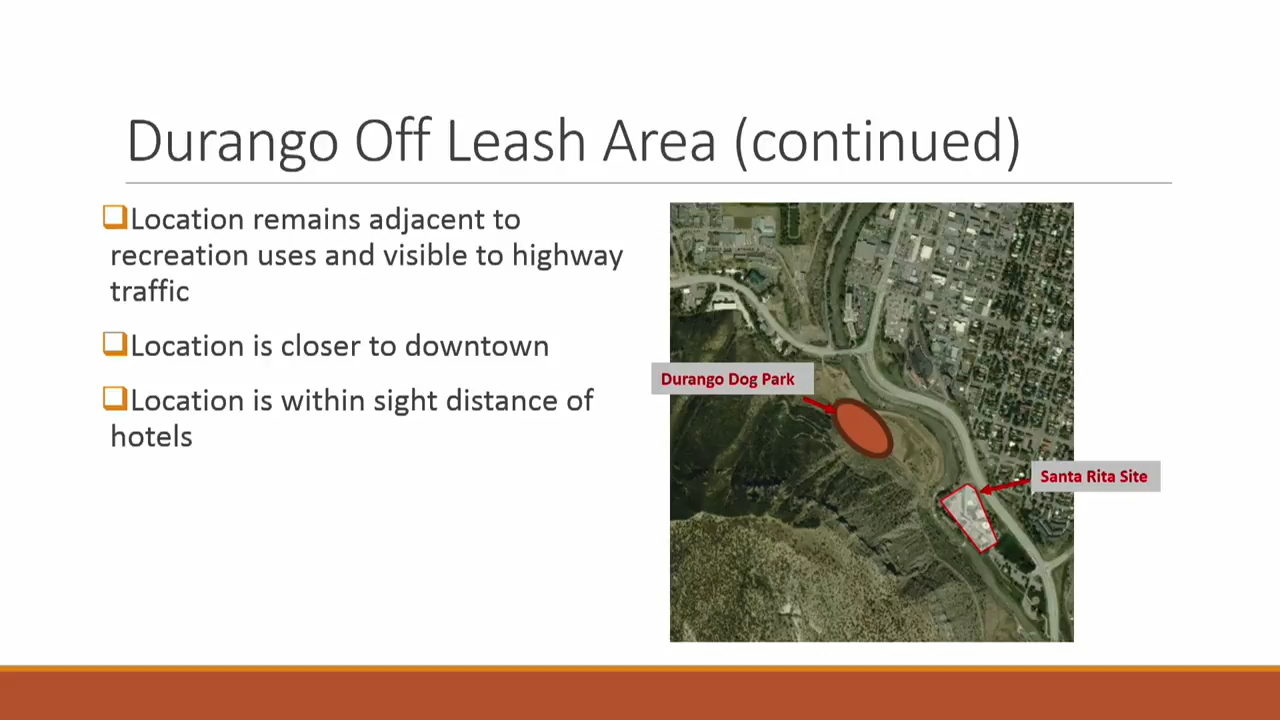 Durango Off Leash Area (continued)
Location remains adjacent to
recreation uses and visible to highway
traffic
Location is closer to downtown
Location is within sight distance of
hotels
Durango Dog Park
Santa Rita Site